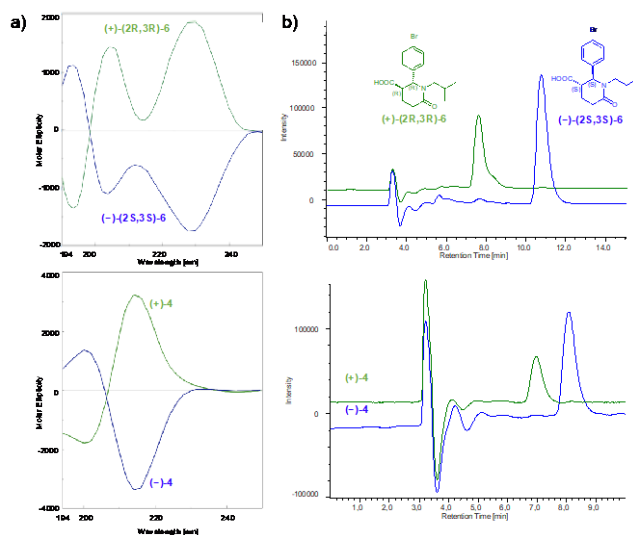 a)
2000
1000
0
-1000
-2000
Molar Ellipticity
(+)-(2R,3R)-6
(−)-(2S,3S)-6
194 200 220 240
Wavelength [nm]
4000
2000
0
-2000
-4000
Molar Ellipticity
(+)-4
(−)-4
194 200 220 240
Wavelength [nm]
b)
150000
100000
50000
0
Intensity
Br
HOOC
(R)
(R)
N
O
(+)-(2R,3R)-6
Br
HOOC
(S)
(S)
N
O
(−)-(2S,3S)-6
0,0 2,0 4,0 6,0 8,0 10,0 12,0 14,0
Retention Time [min]
100000
0
-100000
Intensity
(+)-4
(−)-4
1,0 2,0 3,0 4,0 5,0 6,0 7,0 8,0 9,0
Retention Time [min]